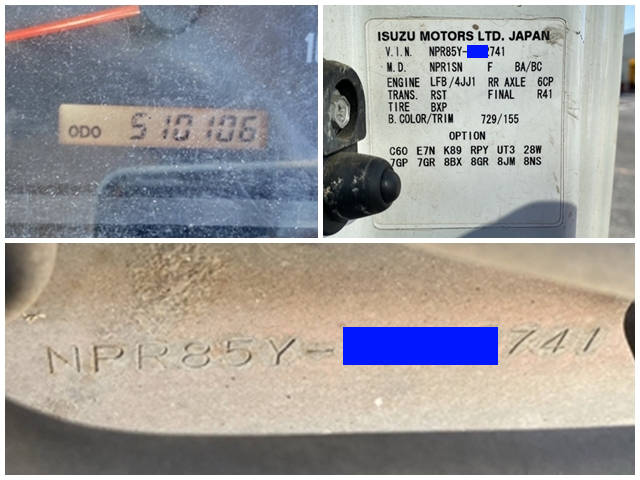 ODO 510106
ISUZU MOTORS LTD. JAPAN
V.I.N. NPR85Y- 741
M.D. NPR1SN F BA/BC
ENGINE LFB/4JJ1 RR AXLE 6CP
TRANS. RST FINAL R41
TIRE BXP
B.COLOR/TRIM 729/155
OPTION
C60 E7N K89 RPY UT3 28W
7GP 7GR 8BX 8GR 8JM 8NS
NPR85Y- 741